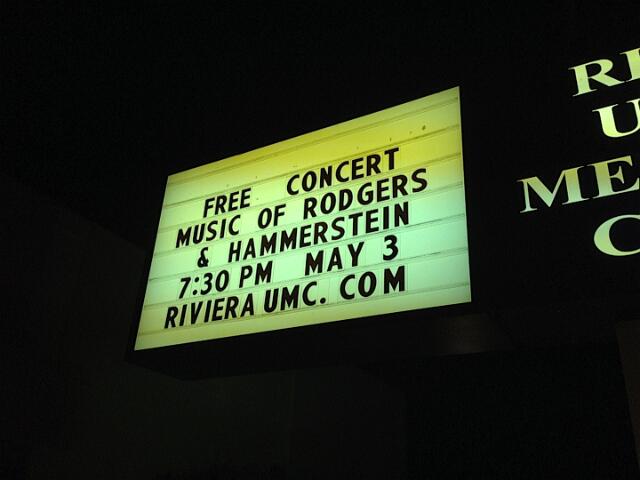 FREE CONCERT
MUSIC OF RODGERS
& HAMMERSTEIN
7:30 PM MAY 3
RIVIERA UMC. COM